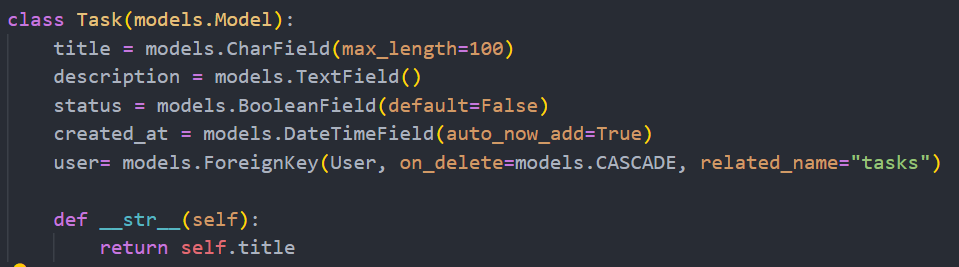 class Task(models.Model):
    title = models.CharField(max_length=100)
    description = models.TextField()
    status = models.BooleanField(default=False)
    created_at = models.DateTimeField(auto_now_add=True)
    user= models.ForeignKey(User, on_delete=models.CASCADE, related_name="tasks")
    def __str__(self):
        return self.title